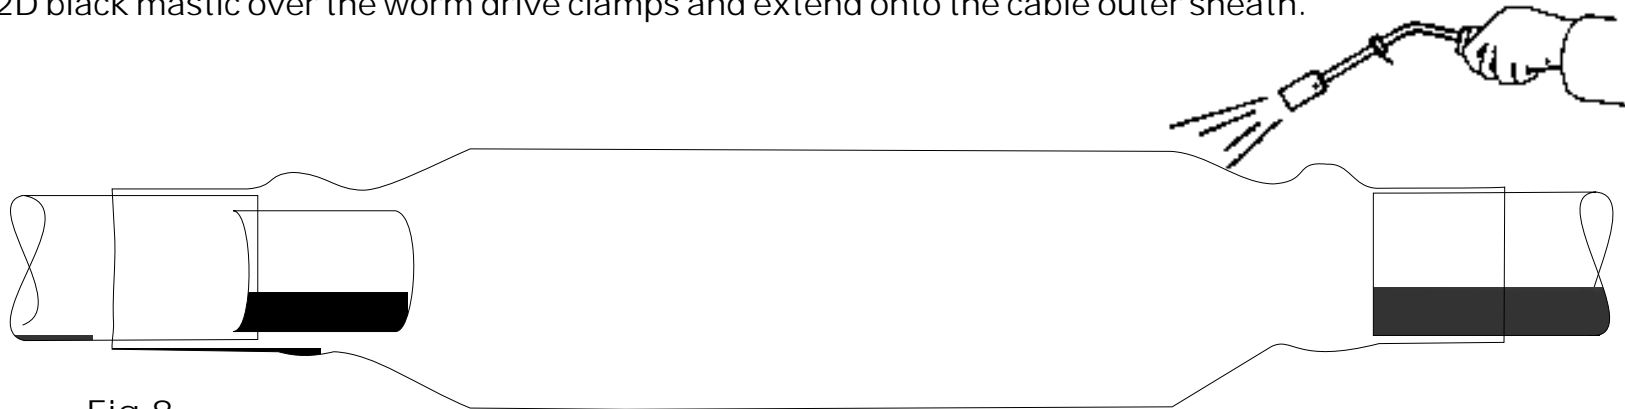 2D black mastic over the worm drive clamps and extend onto the cable outer sheath.
Fig 8